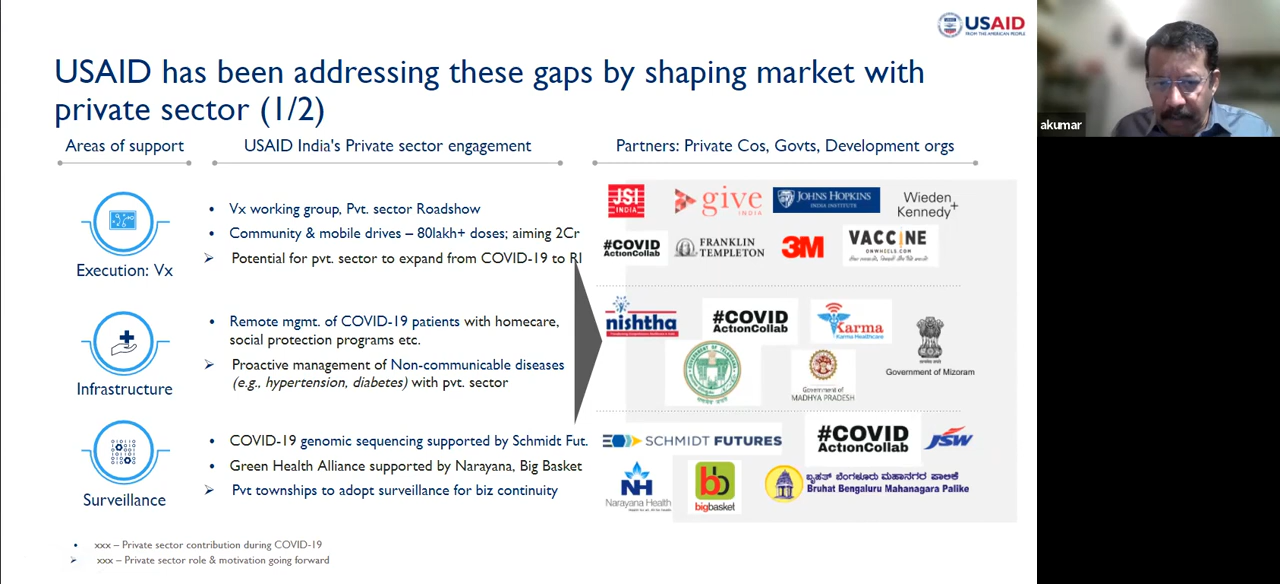 USAID
FROM THE AMERICAN PEOPLE
akumar
USAID has been addressing these gaps by shaping market with
private sector (1/2)
Areas of support
USAID India's Private sector engagement
Partners: Private Cos, Govts, Development orgs
Execution: Vx
• Vx working group, Pvt. sector Roadshow
• Community & mobile drives – 80lakh+ doses; aiming 2Cr
➢ Potential for pvt. sector to expand from COVID-19 to RI
JSI
INDIA
give
INDIA
JOHNS HOPKINS
INDIA INSTITUTE
Wieden
Kennedy+
#COVID
ActionCollab
FRANKLIN
TEMPLETON
3M
VACCINE
ONWHEELS.COM
Infrastructure
• Remote mgmt. of COVID-19 patients with homecare,
social protection programs etc.
➢ Proactive management of Non-communicable diseases
(e.g., hypertension, diabetes) with pvt. sector
nishtha
#COVID
ActionCollab
Karma
Karma Healthcare
Government of Mizoram
Government of
MADHYA PRADESH
Surveillance
• COVID-19 genomic sequencing supported by Schmidt Fut.
• Green Health Alliance supported by Narayana, Big Basket
➢ Pvt townships to adopt surveillance for biz continuity
SCHMIDT FUTURES
#COVID
ActionCollab
JSW
NH
Narayana Health
bb
bigbasket
ಬೃಹತ್ ಬೆಂಗಳೂರು ಮಹಾನಗರ ಪಾಲಿಕೆ
Bruhat Bengaluru Mahanagara Palike
• xxx – Private sector contribution during COVID-19
➢ xxx – Private sector role & motivation going forward